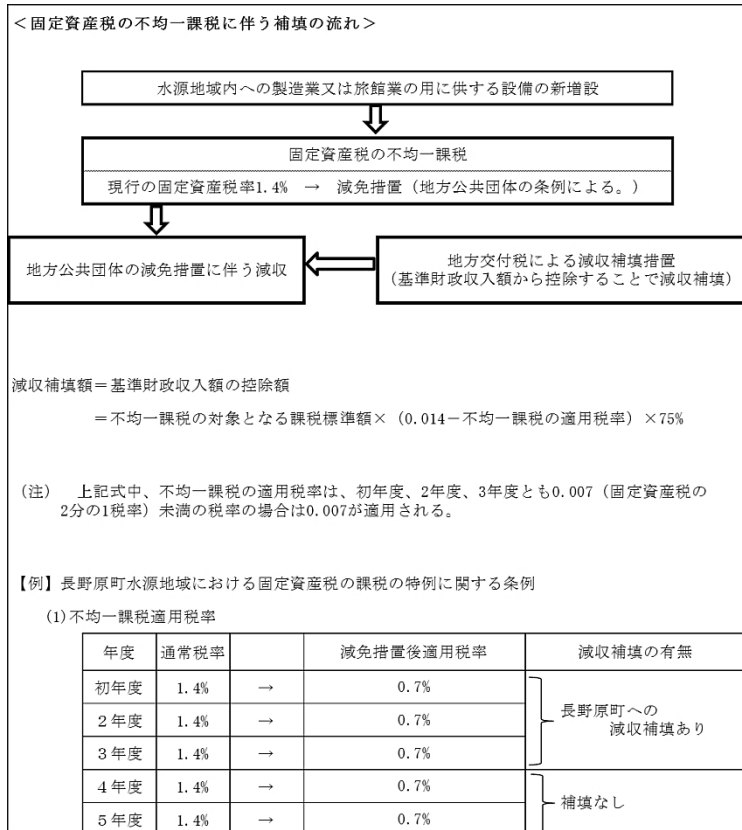 ＜固定資産税の不均一課税に伴う補填の流れ＞
水源地域内への製造業又は旅館業の用に供する設備の新増設
固定資産税の不均一課税
現行の固定資産税率1.4%　→　減免措置（地方公共団体の条例による。）
地方公共団体の減免措置に伴う減収
地方交付税による減収補填措置
（基準財政収入額から控除することで減収補填）
減収補填額＝基準財政収入額の控除額
＝不均一課税の対象となる課税標準額×（0.014－不均一課税の適用税率）×75%
（注）　上記式中、不均一課税の適用税率は、初年度、2年度、3年度とも0.007（固定資産税の
2分の1税率）未満の税率の場合は0.007が適用される。
【例】長野原町水源地域における固定資産税の課税の特例に関する条例
(1)不均一課税適用税率
年度　通常税率　減免措置後適用税率　減収補填の有無
初年度　1.4%　→　0.7%
2年度　1.4%　→　0.7%
長野原町への
減収補填あり
3年度　1.4%　→　0.7%
4年度　1.4%　→　0.7%
補填なし
5年度　1.4%　→　0.7%